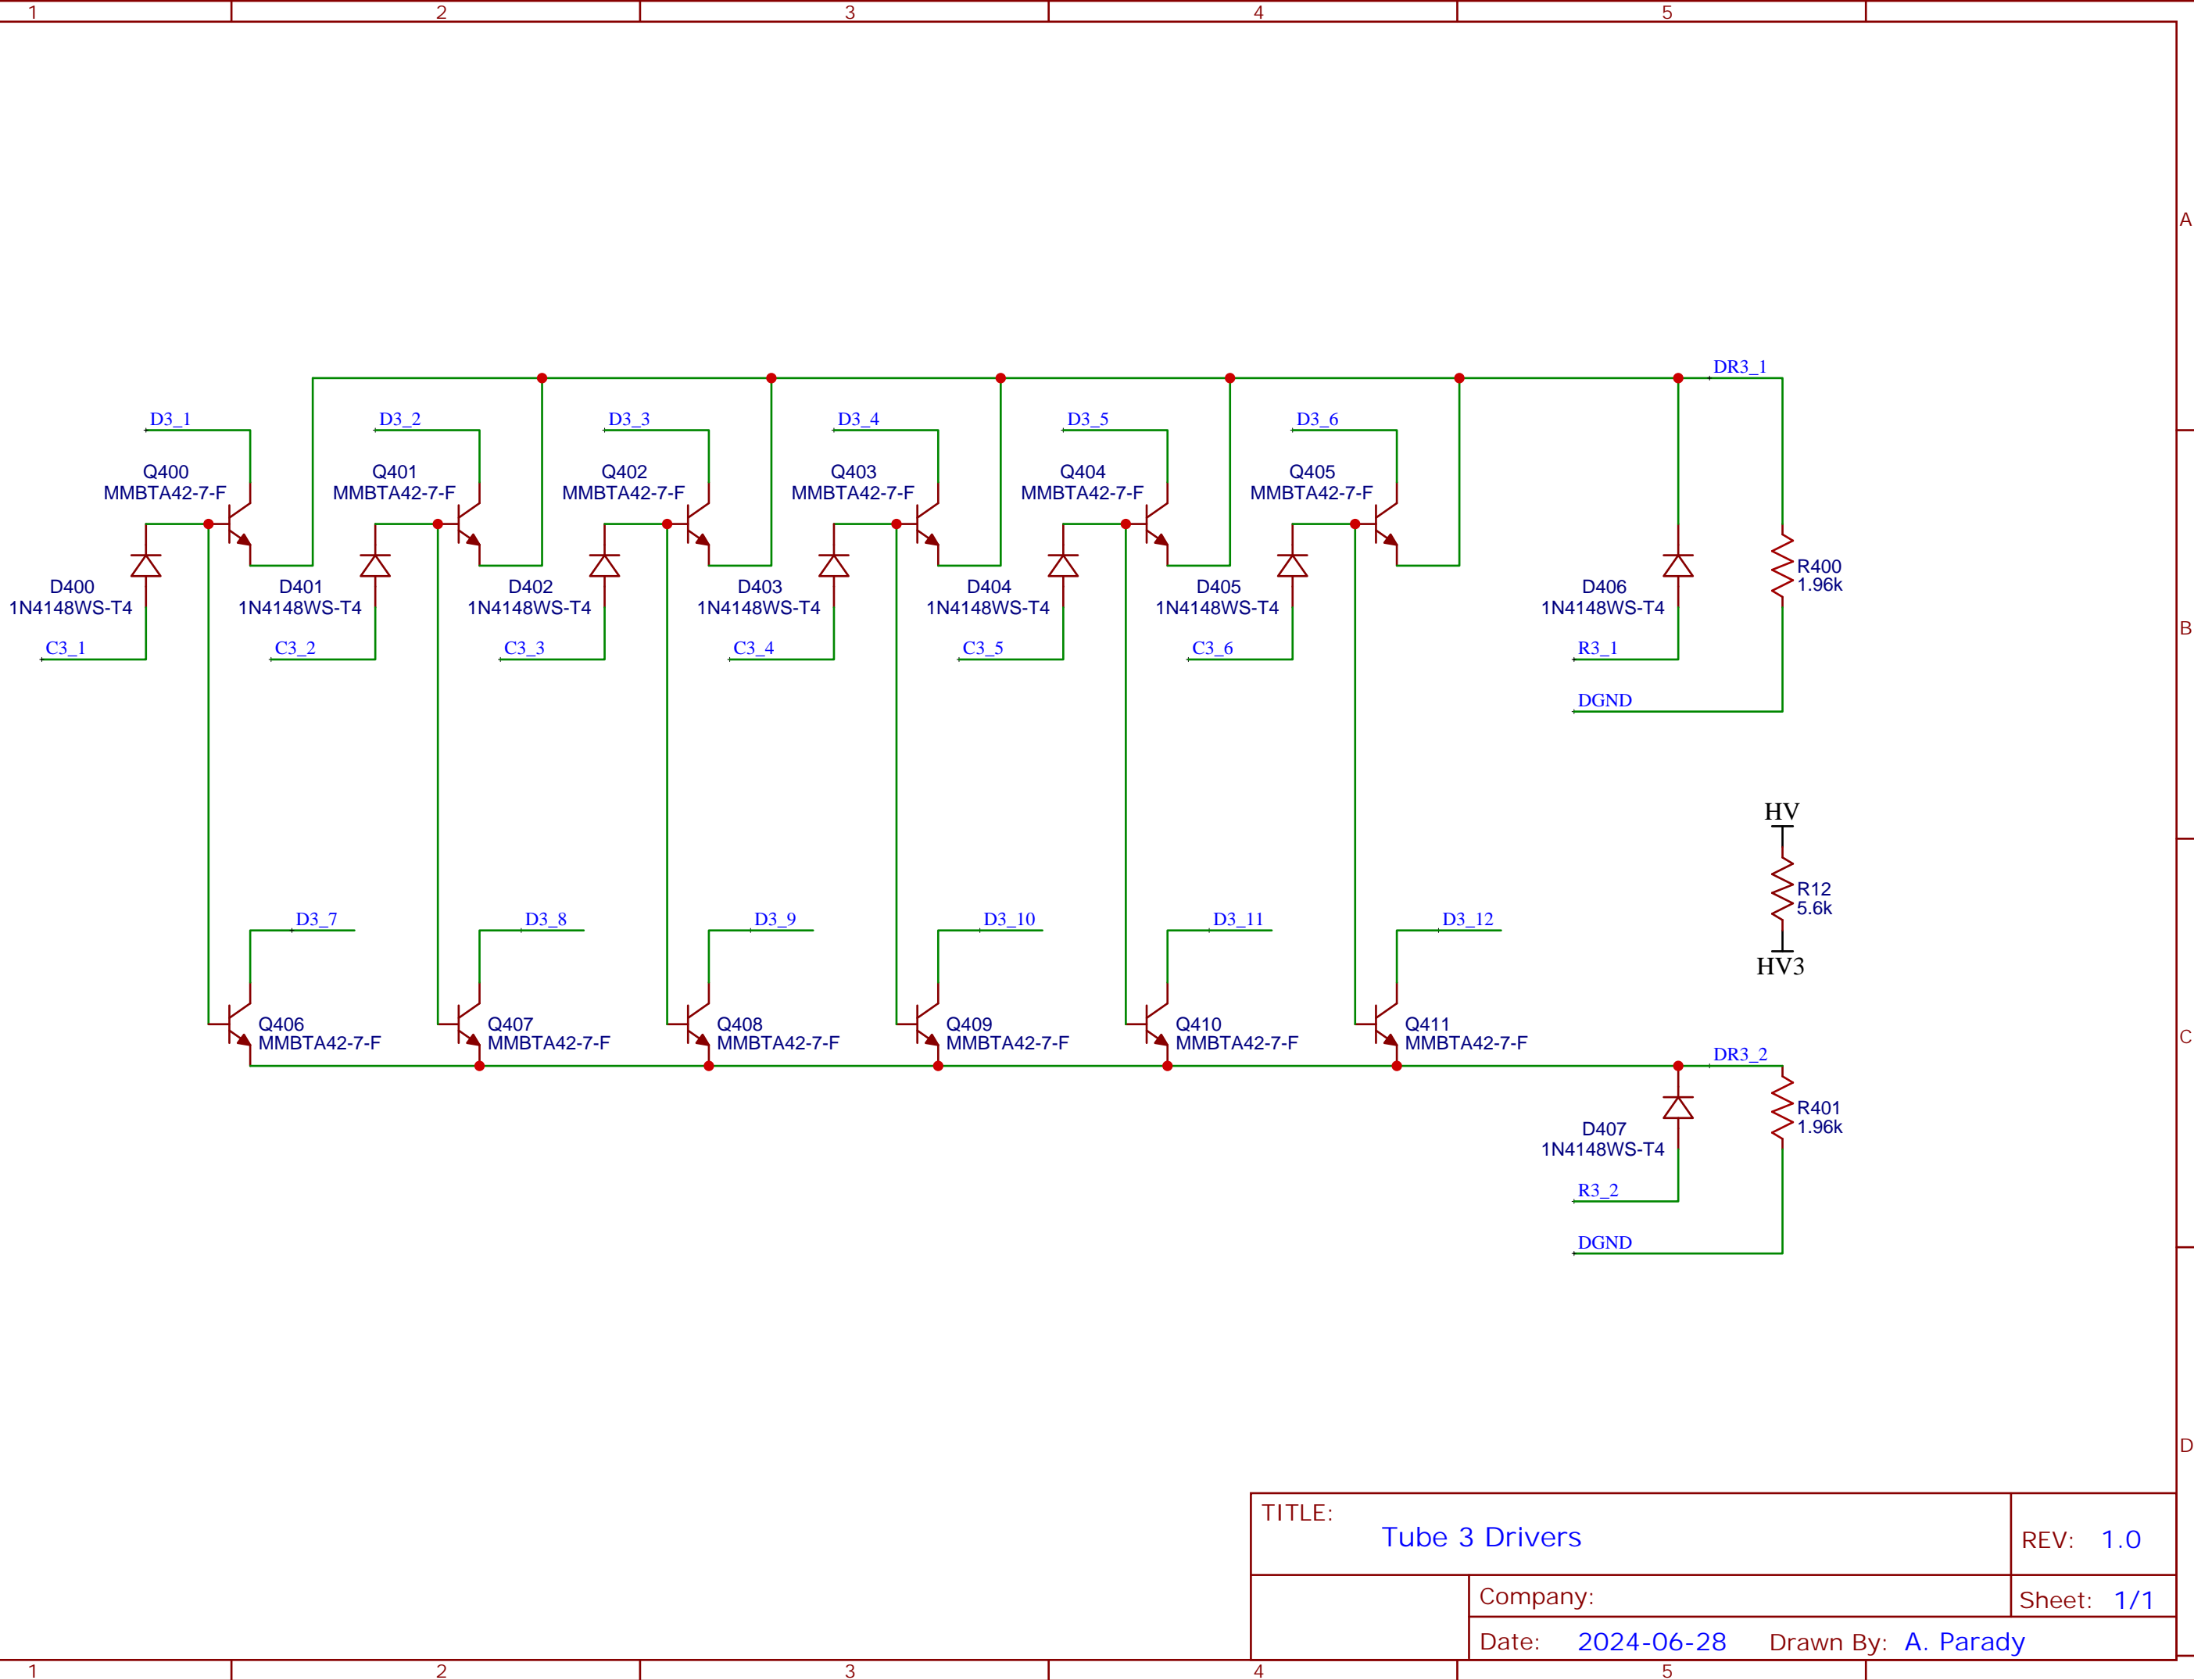 1 2 3 4 5
A
DR3_1
D3_1 D3_2 D3_3 D3_4 D3_5 D3_6
Q400 Q401 Q402 Q403 Q404 Q405
MMBTA42-7-F MMBTA42-7-F MMBTA42-7-F MMBTA42-7-F MMBTA42-7-F MMBTA42-7-F
R400
1.96k
D400 D401 D402 D403 D404 D405 D406
1N4148WS-T4 1N4148WS-T4 1N4148WS-T4 1N4148WS-T4 1N4148WS-T4 1N4148WS-T4 1N4148WS-T4
B
C3_1 C3_2 C3_3 C3_4 C3_5 C3_6 R3_1
DGND
HV
R12
5.6k
D3_7 D3_8 D3_9 D3_10 D3_11 D3_12
HV3
Q406 Q407 Q408 Q409 Q410 Q411
MMBTA42-7-F MMBTA42-7-F MMBTA42-7-F MMBTA42-7-F MMBTA42-7-F MMBTA42-7-F
C
DR3_2
R401
1.96k
D407
1N4148WS-T4
R3_2
DGND
D
TITLE:
Tube 3 Drivers
REV: 1.0
Company:
Sheet: 1/1
Date: 2024-06-28 Drawn By: A. Parady
1 2 3 4 5